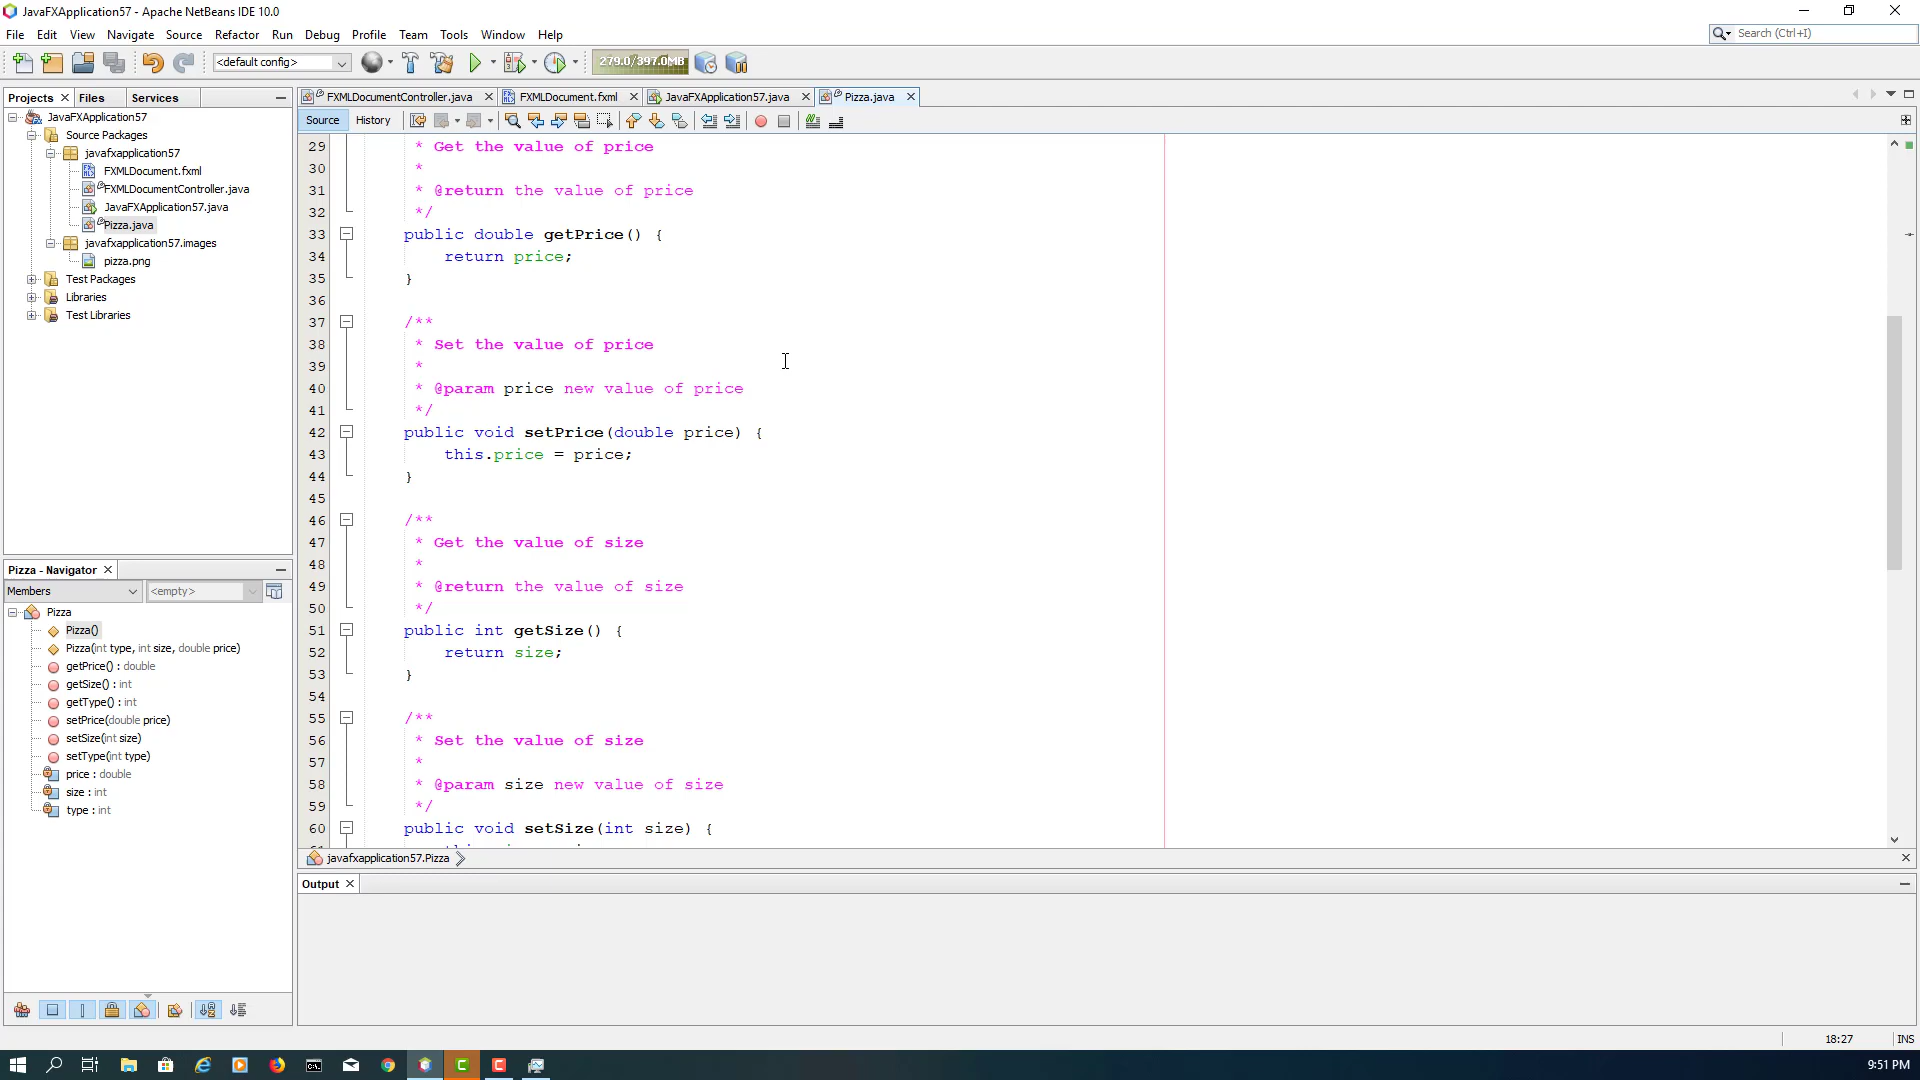 JavaFXApplication57 - Apache NetBeans IDE 10.0
File Edit View Navigate Source Refactor Run Debug Profile Team Tools Window Help
Search (Ctrl+I)
<default config>
279.0/397.0MB
Projects Files Services
FXMLDocumentController.java FXMLDocument.fxml JavaFXApplication57.java Pizza.java
Source History
JavaFXApplication57
Source Packages
javafxapplication57
FXMLDocument.fxml
FXMLDocumentController.java
JavaFXApplication57.java
Pizza.java
javafxapplication57.images
pizza.png
Test Packages
Libraries
Test Libraries
29 * Get the value of price
30 *
31 * @return the value of price
32 */
33 public double getPrice() {
34 return price;
35 }
36
37 /**
38 * Set the value of price
39 *
40 * @param price new value of price
41 */
42 public void setPrice(double price) {
43 this.price = price;
44 }
45
46 /**
47 * Get the value of size
48 *
49 * @return the value of size
50 */
51 public int getSize() {
52 return size;
53 }
54
55 /**
56 * Set the value of size
57 *
58 * @param size new value of size
59 */
60 public void setSize(int size) {
Pizza - Navigator
Members <empty>
Pizza
Pizza()
Pizza(int type, int size, double price)
getPrice() : double
getSize() : int
getType() : int
setPrice(double price)
setSize(int size)
setType(int type)
price : double
size : int
type : int
javafxapplication57.Pizza
Output
18:27 INS
9:51 PM